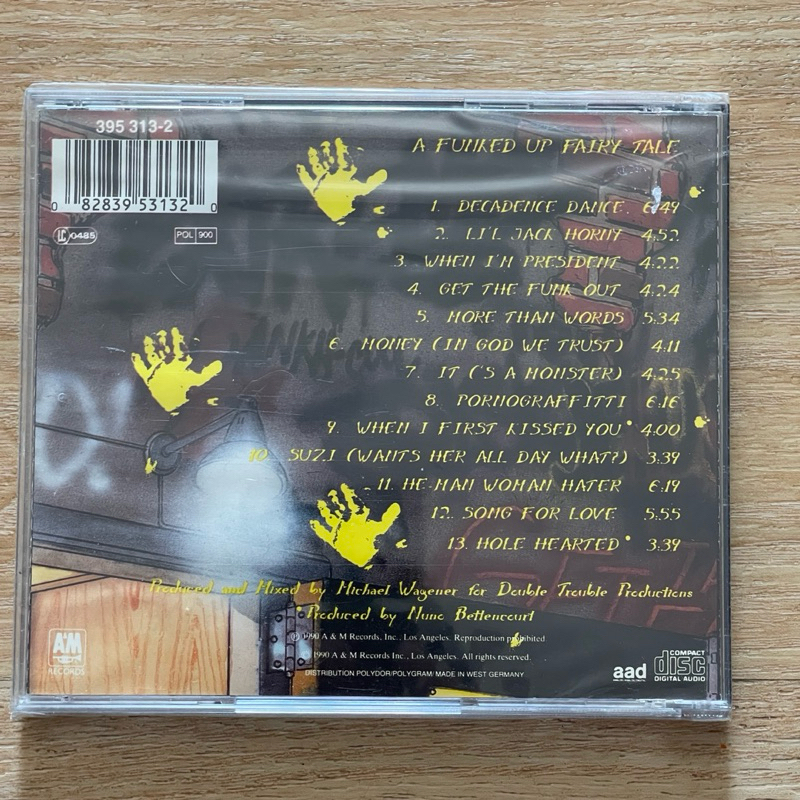 395 313-2
A FUNKED UP FAIRY TALE
0 82839 53132 0
LC 0485
POL 900
1. DECADENCE DANCE 6:49
2. LI'L JACK HORNY 4:52
3. WHEN I'M PRESIDENT 4:22
4. GET THE FUNK OUT 4:24
5. MORE THAN WORDS 5:34
6. MONEY (IN GOD WE TRUST) 4:11
7. IT ('S A MONSTER) 4:25
8. PORNOGRAFFITTI 6:16
9. WHEN I FIRST KISSED YOU* 4:00
10. SUZI (WANTS HER ALL DAY WHAT?) 3:39
11. HE-MAN WOMAN HATER 6:19
12. SONG FOR LOVE 5:55
13. HOLE HEARTED* 3:39
Produced and Mixed by Michael Wagener for Double Trouble Productions
*Produced by Nuno Bettencourt
℗ 1990 A & M Records, Inc., Los Angeles. Reproduction prohibited.
1990 A & M Records Inc., Los Angeles. All rights reserved.
DISTRIBUTION POLYDOR/POLYGRAM/ MADE IN WEST GERMANY
A&M
RECORDS
aad
COMPACT
disc
DIGITAL AUDIO